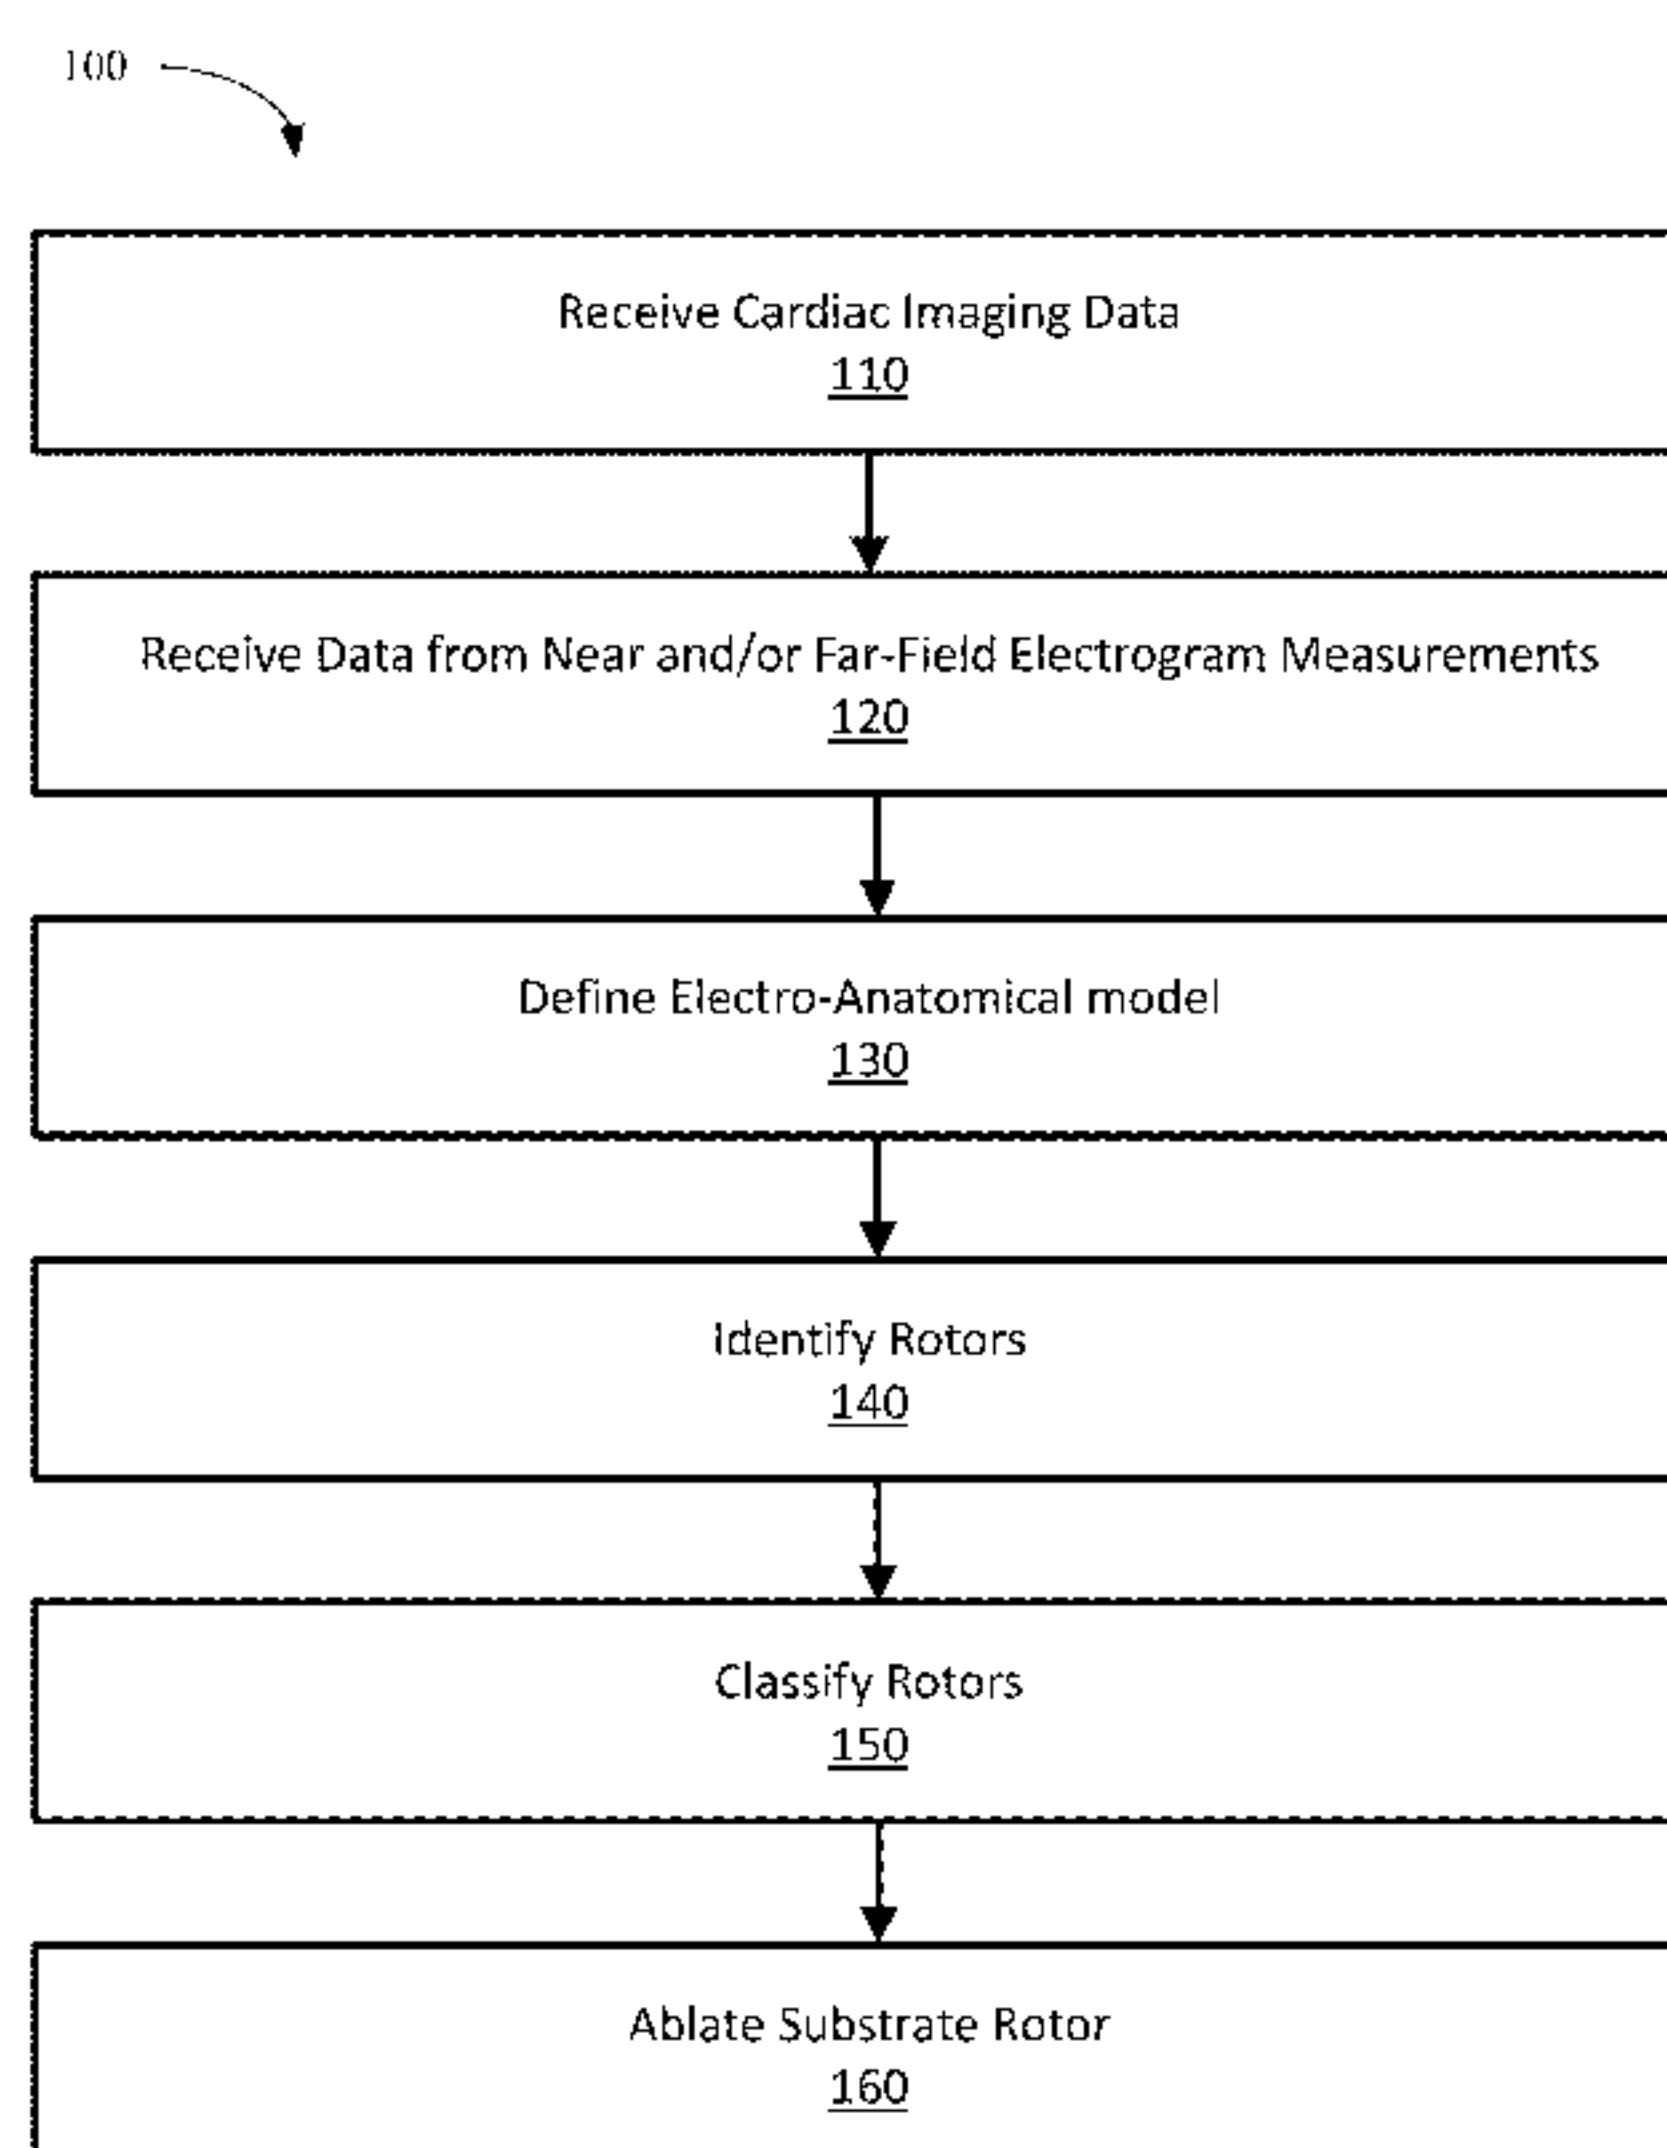 100
Receive Cardiac Imaging Data
110
Receive Data from Near and/or Far-Field Electrogram Measurements
120
Define Electro-Anatomical model
130
Identify Rotors
140
Classify Rotors
150
Ablate Substrate Rotor
160